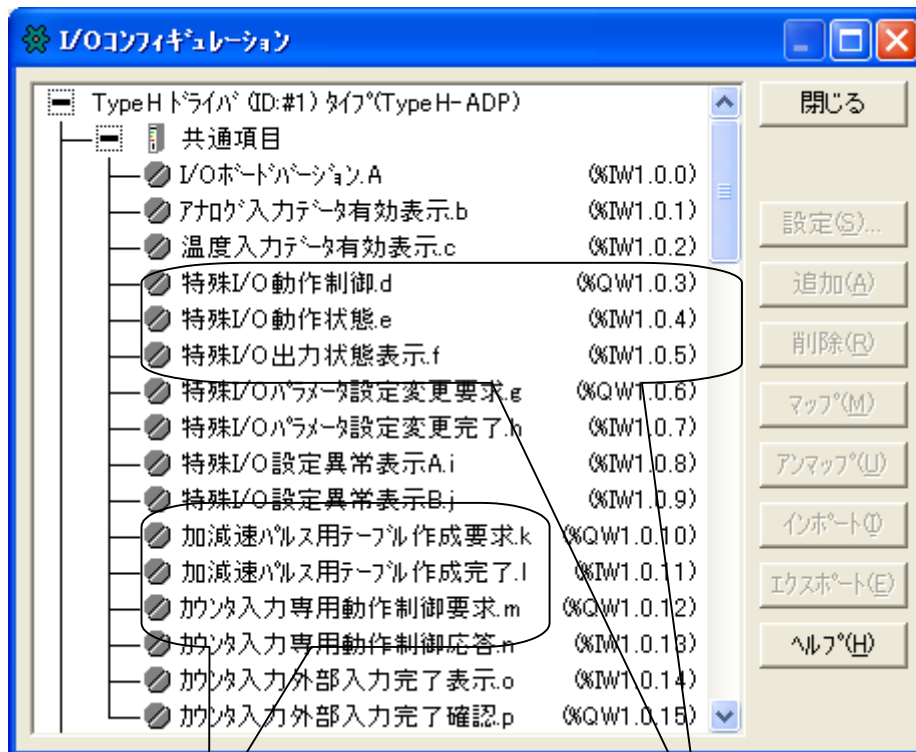 I/Oコンフィギュレーション
TypeH ドライバ (ID:#1) タイプ(TypeH-ADP)
閉じる
共通項目
I/Oボードバージョン.A (%IW1.0.0)
アナログ入力データ有効表示.b (%IW1.0.1)
設定(S)...
温度入力データ有効表示.c (%IW1.0.2)
特殊I/O動作制御.d (%QW1.0.3)
追加(A)
特殊I/O動作状態.e (%IW1.0.4)
削除(R)
特殊I/O出力状態表示.f (%IW1.0.5)
特殊I/Oパラメータ設定変更要求.g (%QW1.0.6)
マップ(M)
特殊I/Oパラメータ設定変更完了.h (%IW1.0.7)
アンマップ(U)
特殊I/O設定異常表示A.i (%IW1.0.8)
特殊I/O設定異常表示B.j (%IW1.0.9)
インポート(I)
加減速パルス用テーブル作成要求.k (%QW1.0.10)
加減速パルス用テーブル作成完了.l (%IW1.0.11)
エクスポート(E)
カウンタ入力専用動作制御要求.m (%QW1.0.12)
カウンタ入力専用動作制御応答.n (%IW1.0.13)
ヘルプ(H)
カウンタ入力外部入力完了表示.o (%IW1.0.14)
カウンタ入力外部入力完了確認.p (%QW1.0.15)